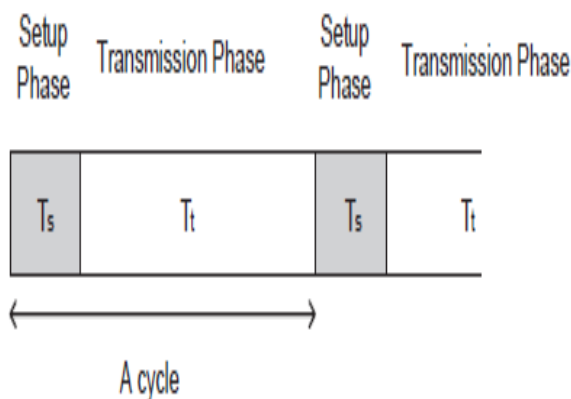 Setup
Phase
Transmission Phase
Setup
Phase
Transmission Phase
Ts
Tt
Ts
Tt
A cycle